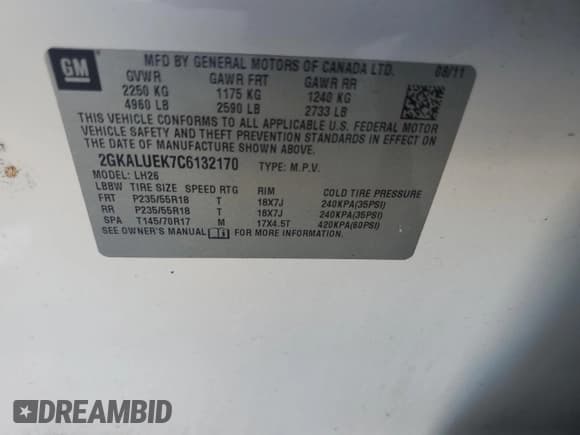 GM
MFD BY GENERAL MOTORS OF CANADA LTD. 08/11
GVWR GAWR FRT GAWR RR
2250 KG 1175 KG 1240 KG
4960 LB 2590 LB 2733 LB
THIS VEHICLE CONFORMS TO ALL APPLICABLE U.S. FEDERAL MOTOR
VEHICLE SAFETY AND THEFT PREVENTION STANDARDS IN EFFECT ON
THE DATE OF MANUFACTURE SHOWN ABOVE.
2GKALUEK7C6132170 TYPE: M.P.V.
MODEL: LH26
LBBW TIRE SIZE SPEED RTG RIM COLD TIRE PRESSURE
FRT P235/55R18 T 18X7J 240KPA(35PSI)
RR P235/55R18 T 18X7J 240KPA(35PSI)
SPA T145/70R17 M 17X4.5T 420KPA(60PSI)
SEE OWNER'S MANUAL FOR MORE INFORMATION
DREAMBID